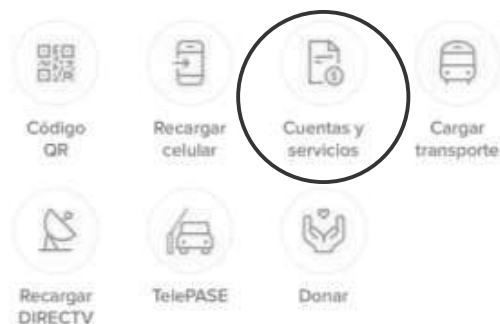 Código
QR
Recargar
celular
Cuentas y
servicios
Cargar
transporte
Recargar
DIRECTV
TelePASE
Donar